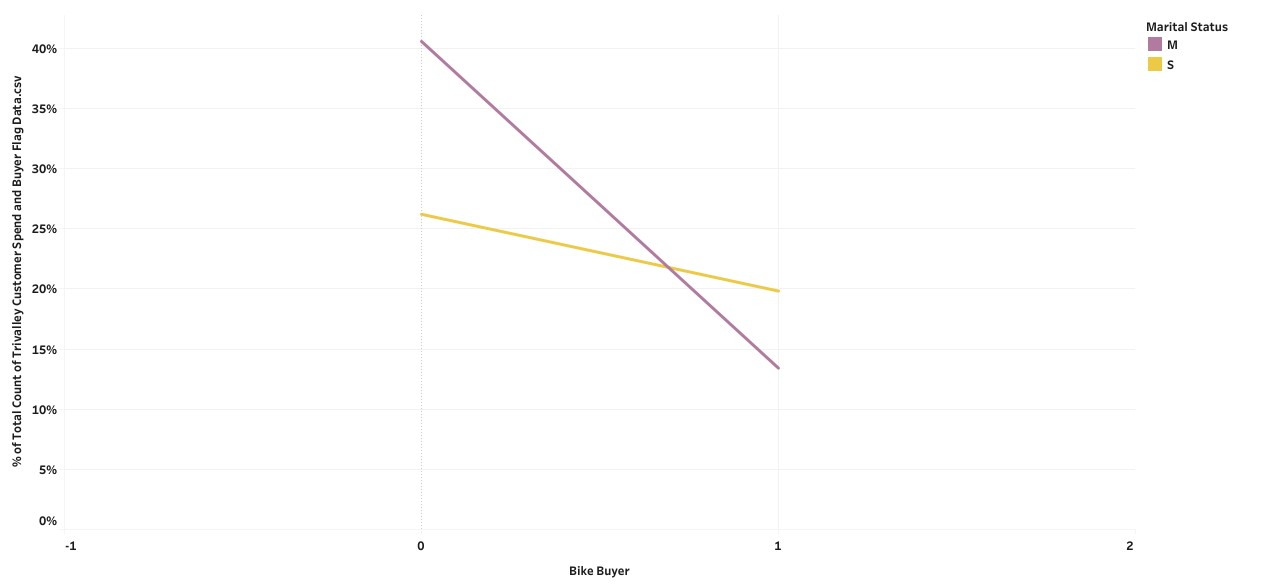 % of Total Count of Trivalley Customer Spend and Buyer Flag Data.csv
40%
35%
30%
25%
20%
15%
10%
5%
0%
-1
0
1
2
Bike Buyer
Marital Status
M
S